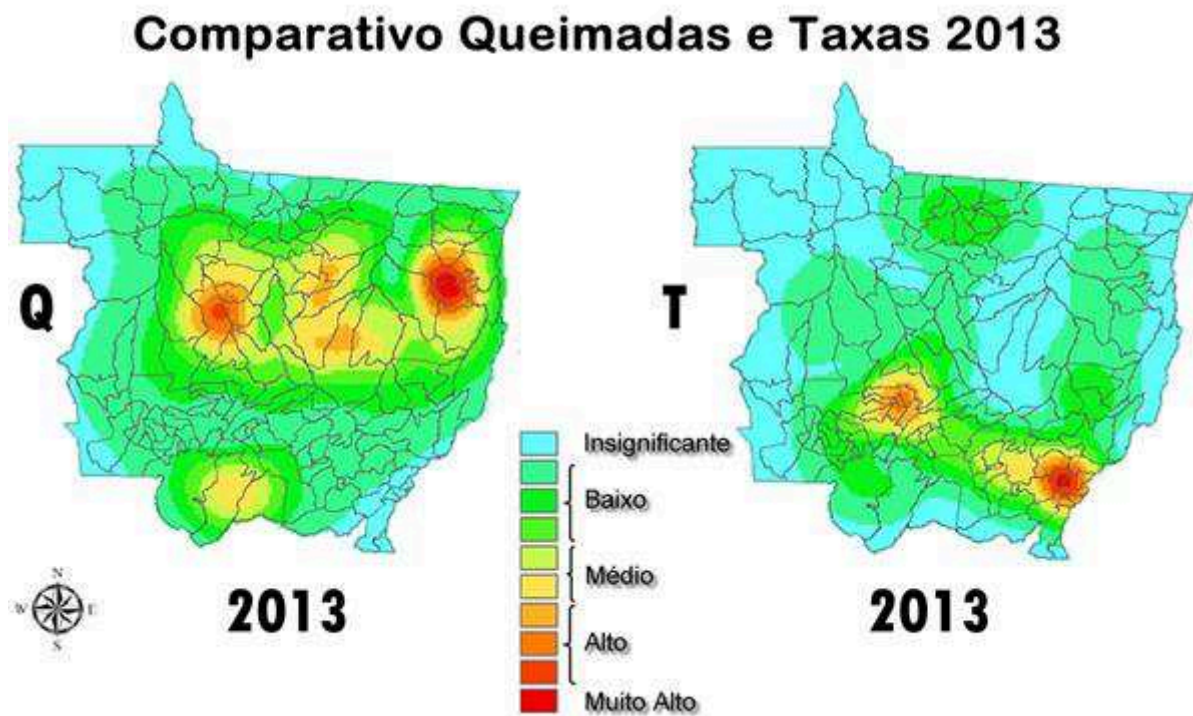 Comparativo Queimadas e Taxas 2013
Q
T
Insignificante
Baixo
Médio
Alto
Muito Alto
N
W E
S
2013
2013